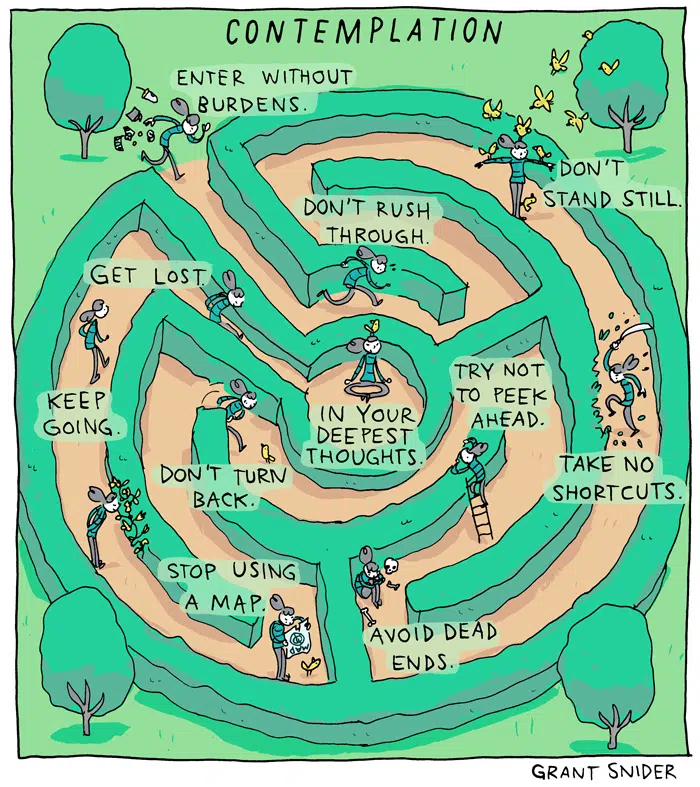 CONTEMPLATION
ENTER WITHOUT
BURDENS.
DON'T
STAND STILL.
DON'T RUSH
THROUGH.
GET LOST.
KEEP
GOING.
TRY NOT
TO PEEK
AHEAD.
IN YOUR
DEEPEST
THOUGHTS.
DON'T TURN
BACK.
TAKE NO
SHORTCUTS.
STOP USING
A MAP.
AVOID DEAD
ENDS.
GRANT SNIDER